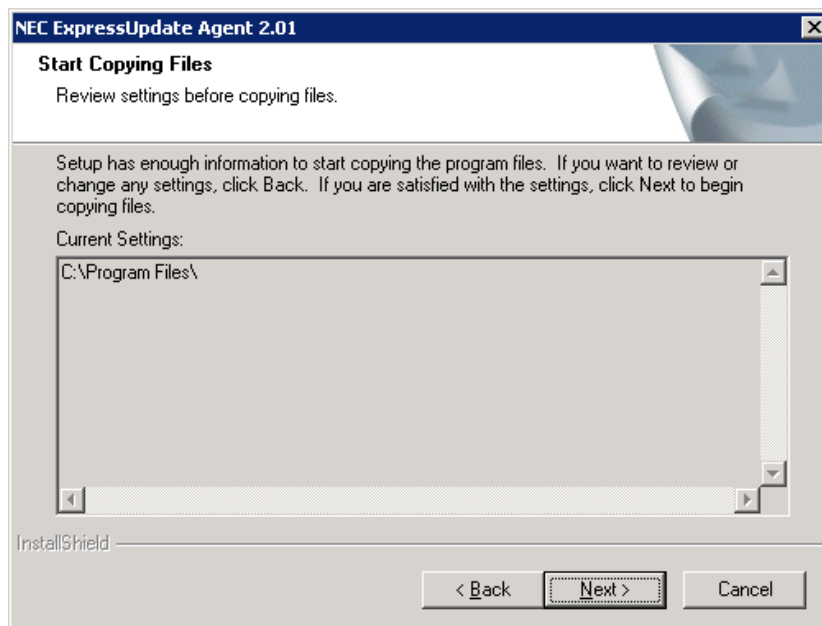 NEC ExpressUpdate Agent 2.01
Start Copying Files
Review settings before copying files.
Setup has enough information to start copying the program files.  If you want to review or
change any settings, click Back.  If you are satisfied with the settings, click Next to begin
copying files.
Current Settings:
C:\Program Files\
InstallShield
< Back
Next >
Cancel